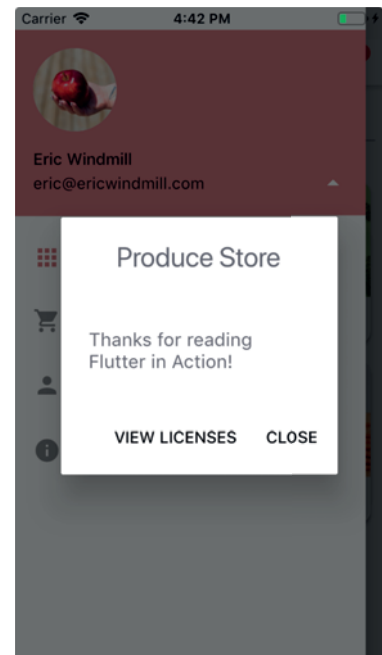 Carrier 4:42 PM
Eric Windmill
eric@ericwindmill.com
Produce Store
Thanks for reading
Flutter in Action!
VIEW LICENSES CLOSE